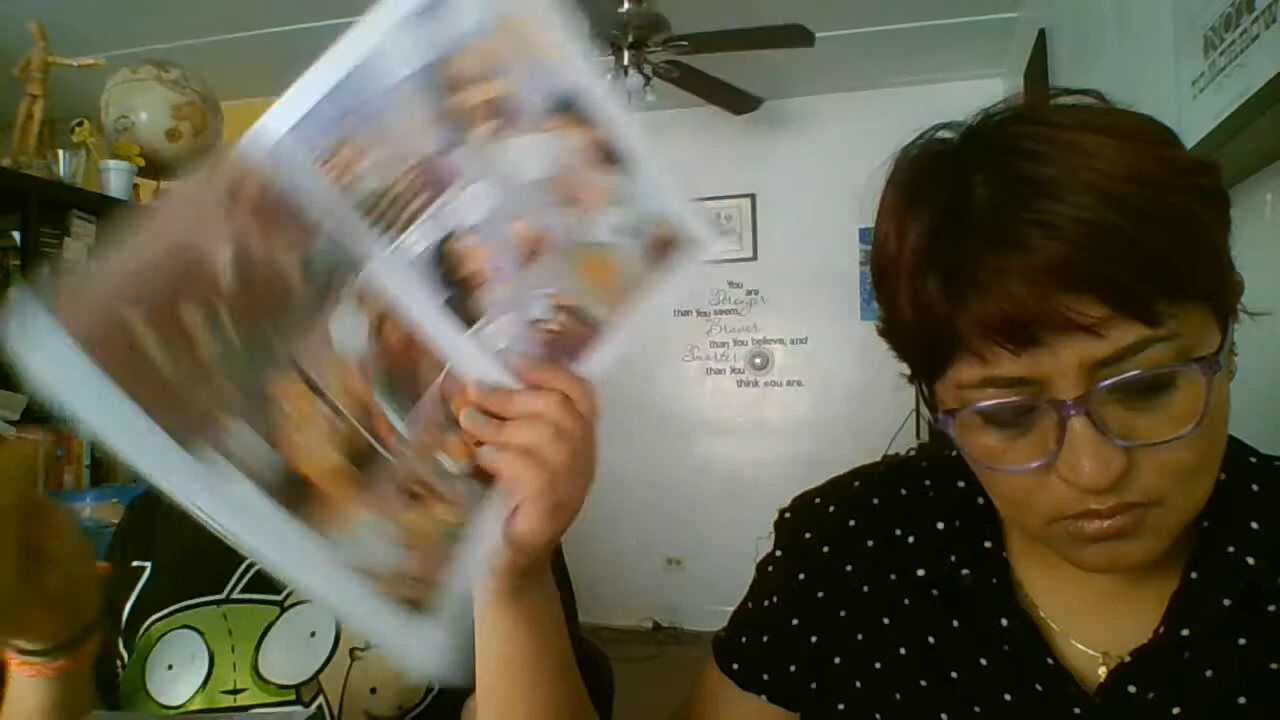 You
are
Stronger
than you seem,
Braver
than you believe, and
Smarter
than you
think you are.